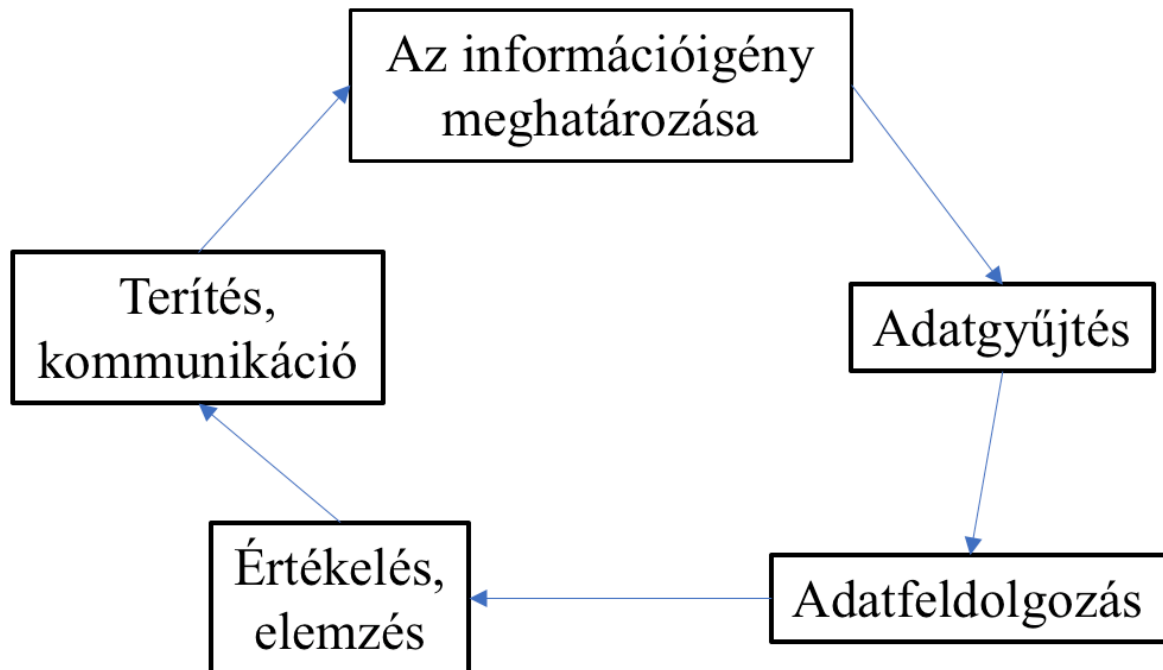 Az információigény
meghatározása
Adatgyűjtés
Adatfeldolgozás
Értékelés,
elemzés
Terítés,
kommunikáció